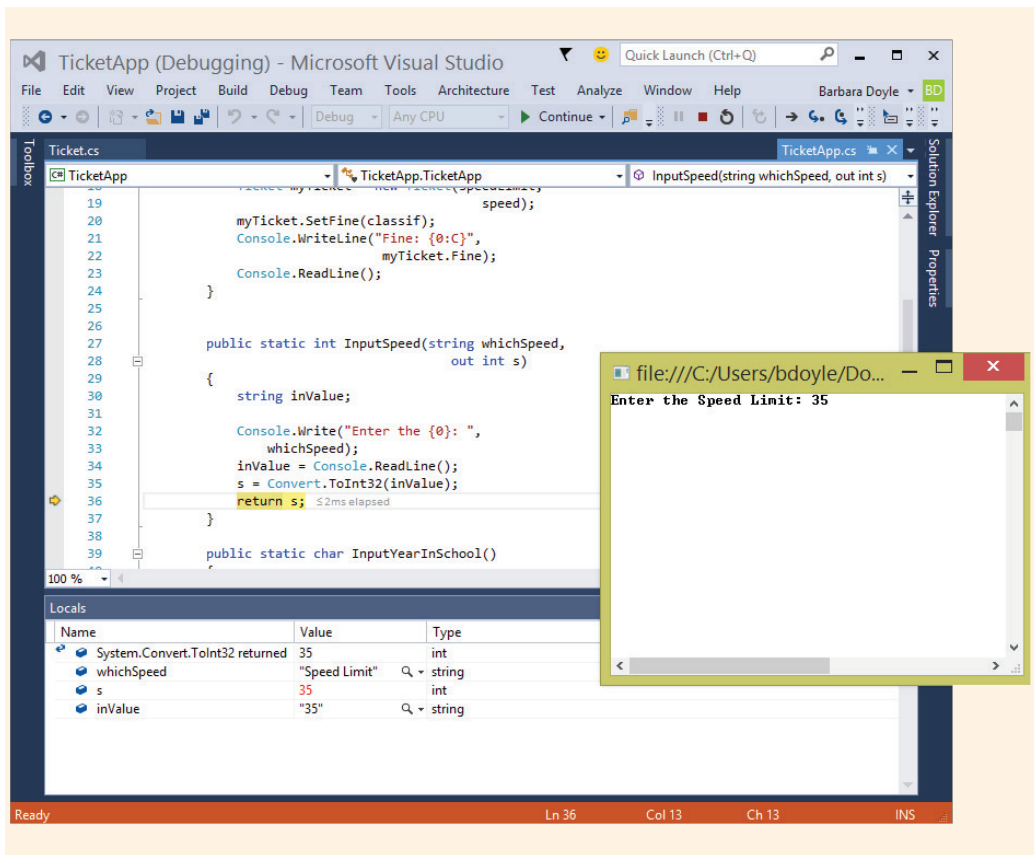 TicketApp (Debugging) - Microsoft Visual Studio
Quick Launch (Ctrl+Q)
File Edit View Project Build Debug Team Tools Architecture Test Analyze Window Help Barbara Doyle BD
Debug Any CPU Continue
Toolbox
Ticket.cs TicketApp.cs
Solution Explorer
Properties
TicketApp TicketApp.TicketApp InputSpeed(string whichSpeed, out int s)
19 speed);
20 myTicket.SetFine(classif);
21 Console.WriteLine("Fine: {0:C}",
22 myTicket.Fine);
23 Console.ReadLine();
24 }
25
26
27 public static int InputSpeed(string whichSpeed,
28 out int s)
29 {
30 string inValue;
31
32 Console.Write("Enter the {0}: ",
33 whichSpeed);
34 inValue = Console.ReadLine();
35 s = Convert.ToInt32(inValue);
36 return s; ≤2ms elapsed
37 }
38
39 public static char InputYearInSchool()
100 %
file:///C:/Users/bdoyle/Do...
Enter the Speed Limit: 35
Locals
Name Value Type
System.Convert.ToInt32 returned 35 int
whichSpeed "Speed Limit" string
s 35 int
inValue "35" string
Ready Ln 36 Col 13 Ch 13 INS